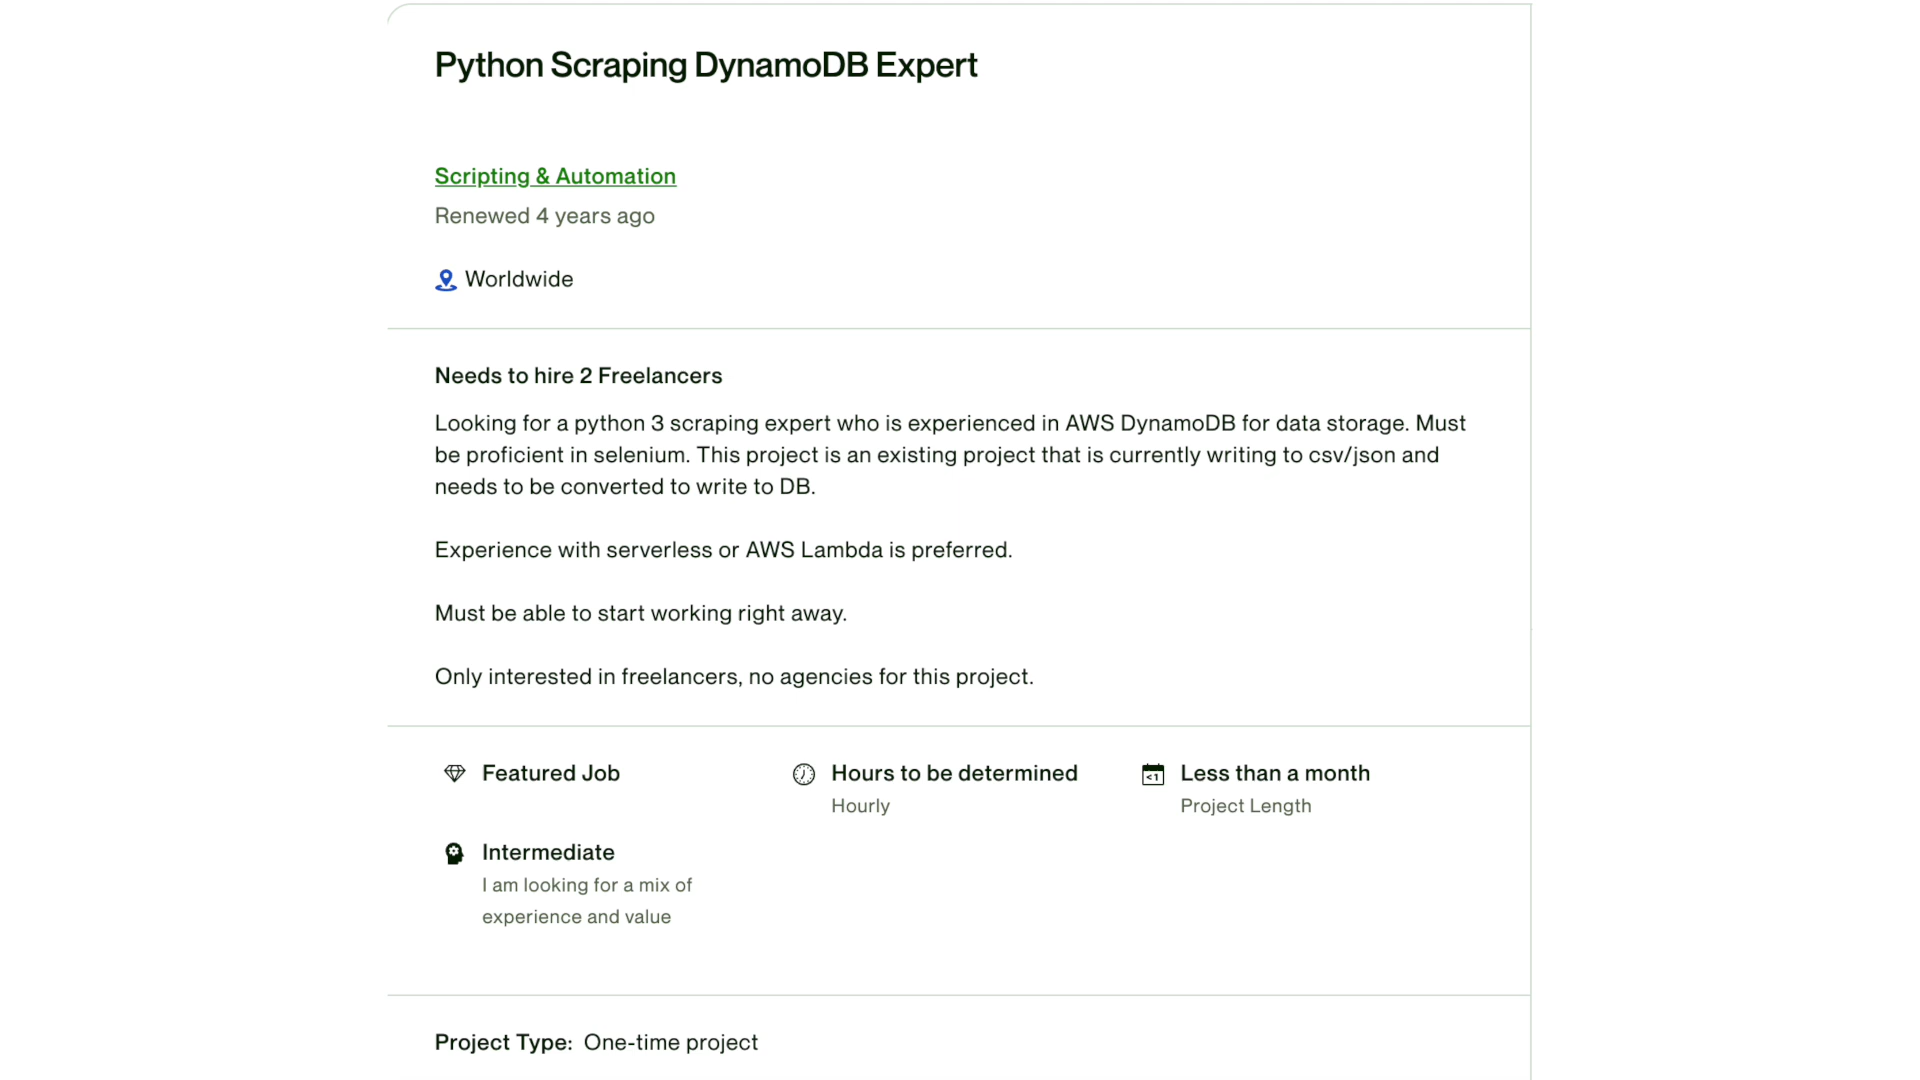 Python Scraping DynamoDB Expert
Scripting & Automation
Renewed 4 years ago
Worldwide
Needs to hire 2 Freelancers
Looking for a python 3 scraping expert who is experienced in AWS DynamoDB for data storage. Must
be proficient in selenium. This project is an existing project that is currently writing to csv/json and
needs to be converted to write to DB.
Experience with serverless or AWS Lambda is preferred.
Must be able to start working right away.
Only interested in freelancers, no agencies for this project.
Featured Job
Hours to be determined
Hourly
<1
Less than a month
Project Length
Intermediate
I am looking for a mix of
experience and value
Project Type: One-time project